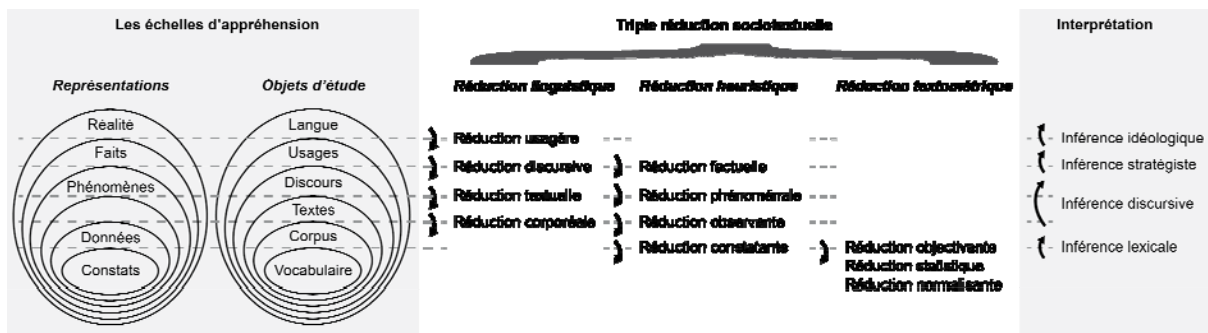 Les échelles d'appréhension
Triple réduction sociotextuelle
Interprétation
Représentations
Objets d'étude
Réduction linguistique
Réduction heuristique
Réduction textométrique
Réalité
Faits
Phénomènes
Données
Constats
Langue
Usages
Discours
Textes
Corpus
Vocabulaire
Réduction usagère
Réduction discursive
Réduction textuelle
Réduction corporéale
Réduction factuelle
Réduction phénoménale
Réduction observante
Réduction constatante
Réduction objectivante
Réduction statistique
Réduction normalisante
Inférence idéologique
Inférence stratégiste
Inférence discursive
Inférence lexicale